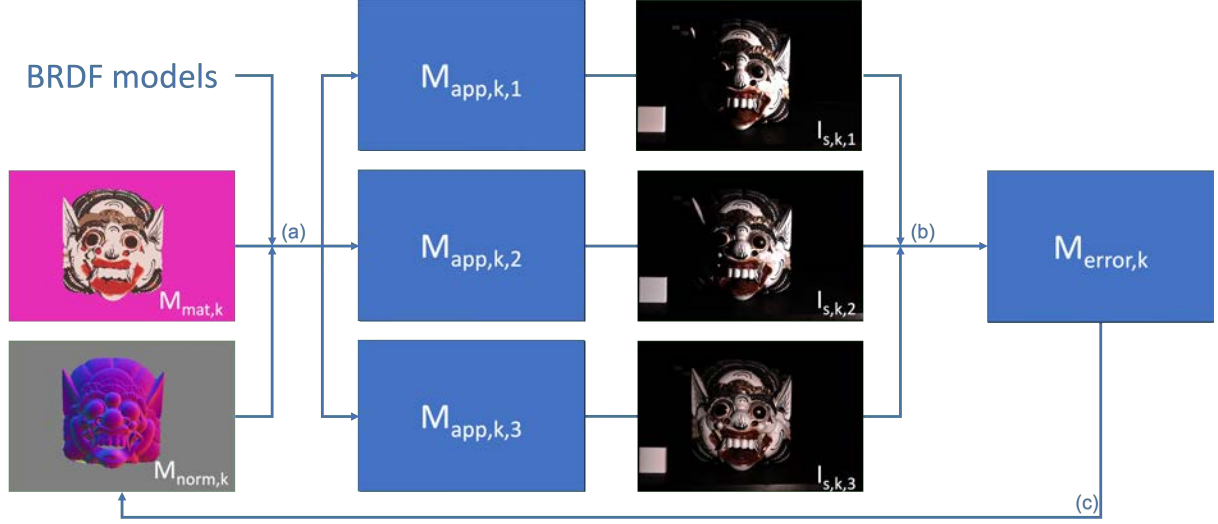 BRDF models
M_app,k,1
I_s,k,1
M_mat,k
(a)
M_app,k,2
I_s,k,2
(b)
M_error,k
M_norm,k
M_app,k,3
I_s,k,3
(c)